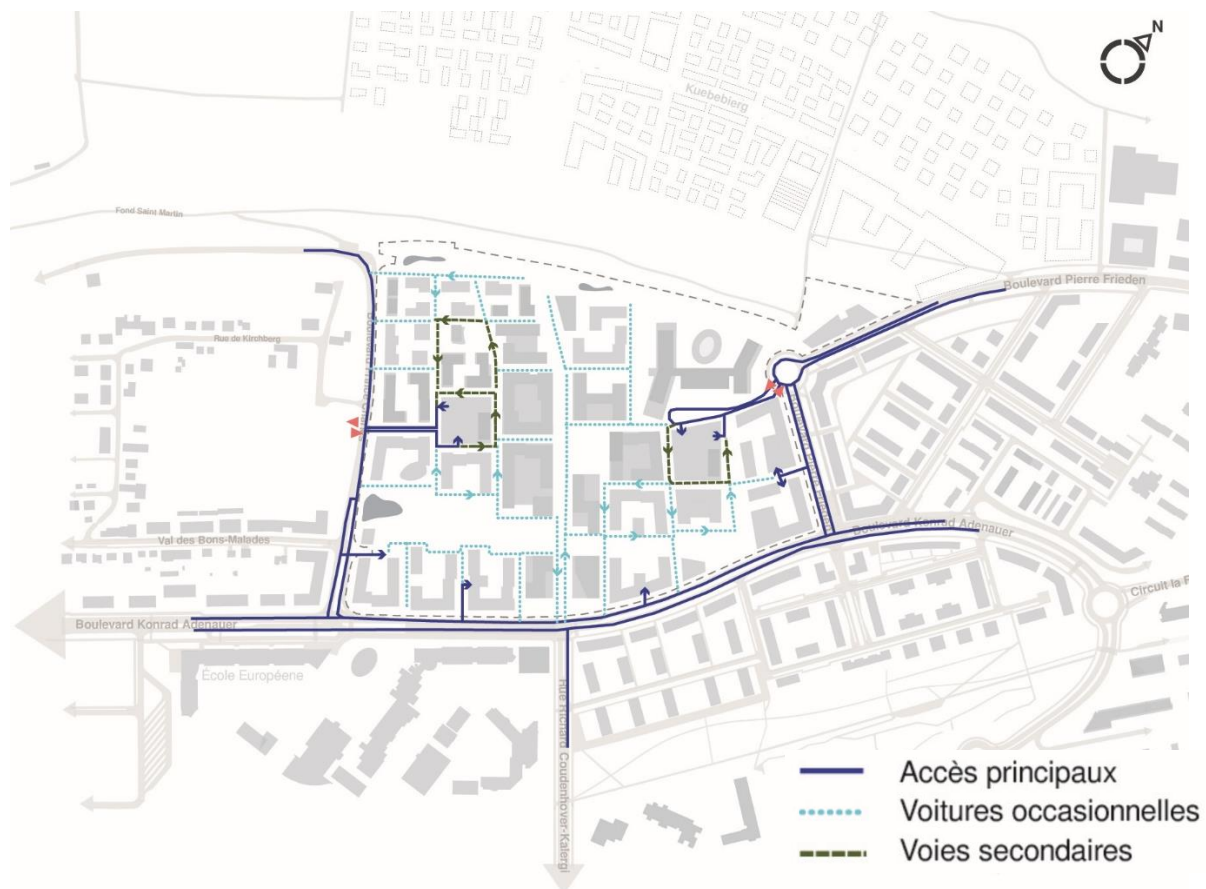 N
Kuebebierg
Fond Saint Martin
Boulevard Pierre Frieden
Rue de Kirchberg
Val des Bons-Malades
Boulevard Konrad Adenauer
Circuit la F
Boulevard Konrad Adenauer
École Européene
Rue Richard Coudenhover-Kalergi
Accès principaux
Voitures occasionnelles
Voies secondaires